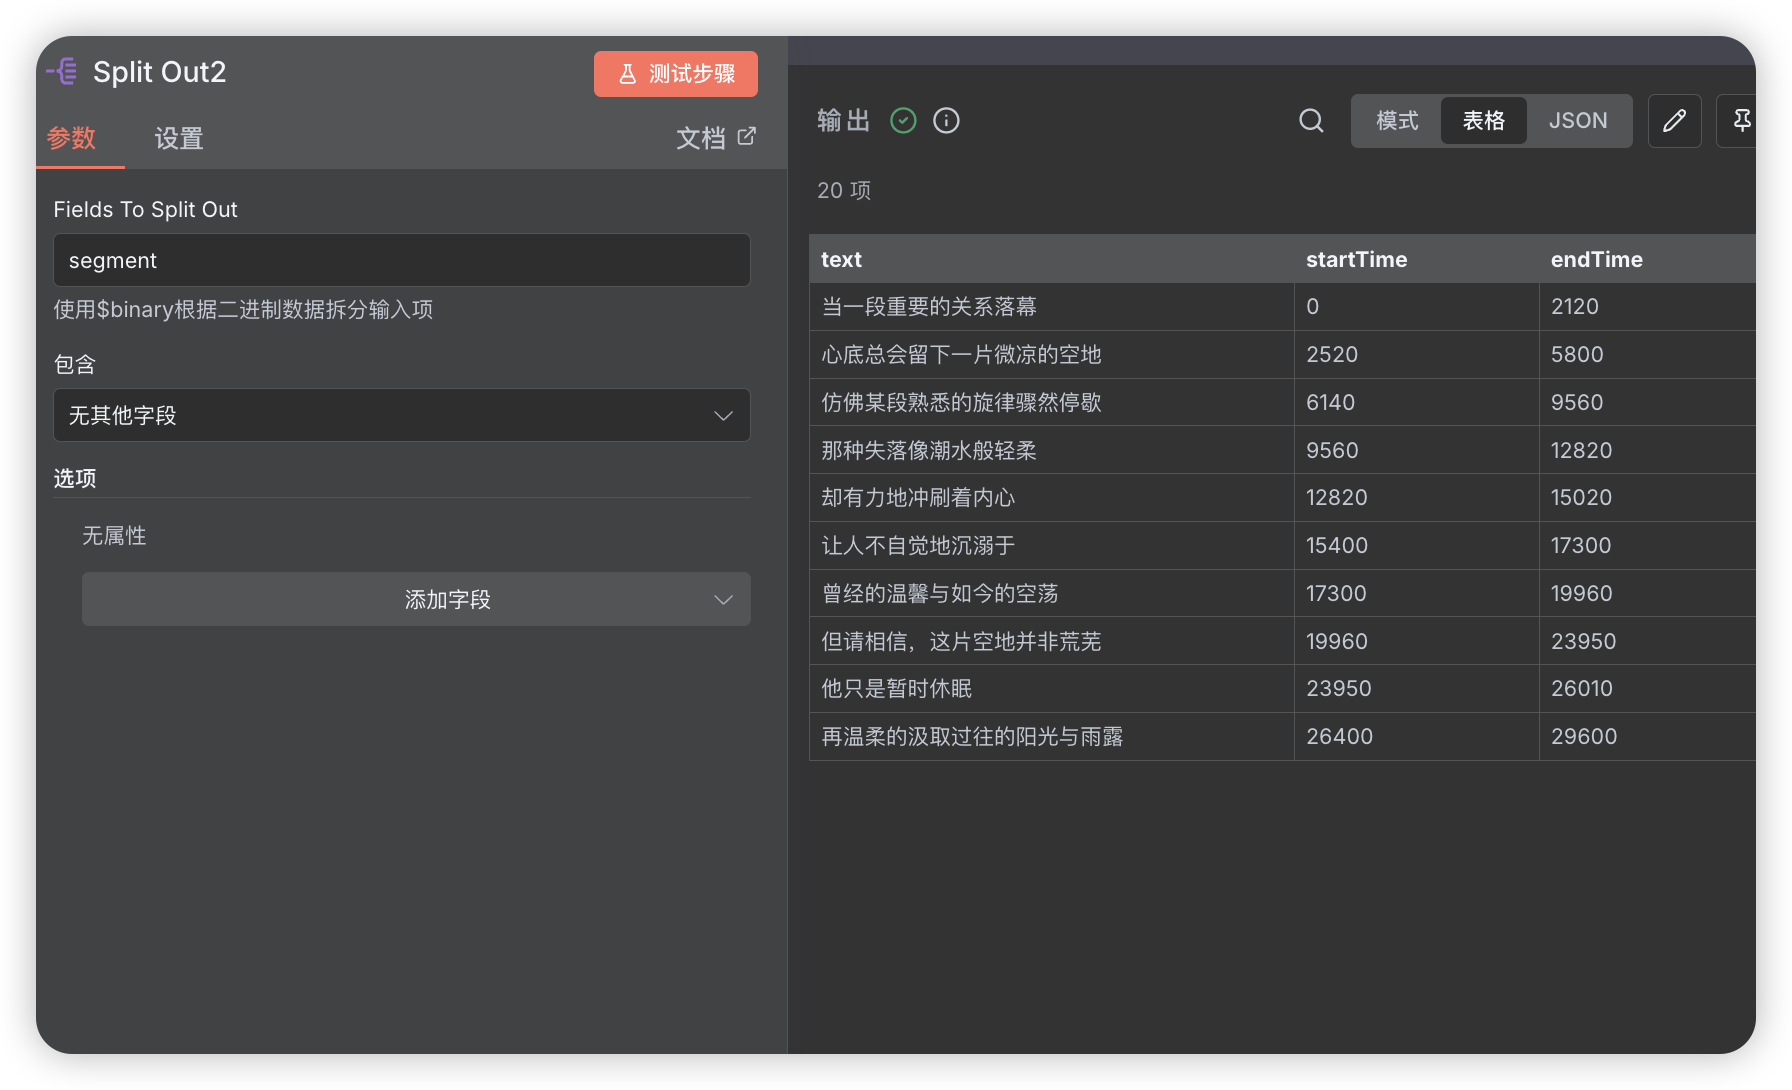 Split Out2
测试步骤
参数
设置
文档
Fields To Split Out
segment
使用$binary根据二进制数据拆分输入项
包含
无其他字段
选项
无属性
添加字段
输出
模式
表格
JSON
20 项
text startTime endTime
当一段重要的关系落幕 0 2120
心底总会留下一片微凉的空地 2520 5800
仿佛某段熟悉的旋律骤然停歇 6140 9560
那种失落像潮水般轻柔 9560 12820
却有力地冲刷着内心 12820 15020
让人不自觉地沉溺于 15400 17300
曾经的温馨与如今的空荡 17300 19960
但请相信，这片空地并非荒芜 19960 23950
他只是暂时休眠 23950 26010
再温柔的汲取过往的阳光与雨露 26400 29600